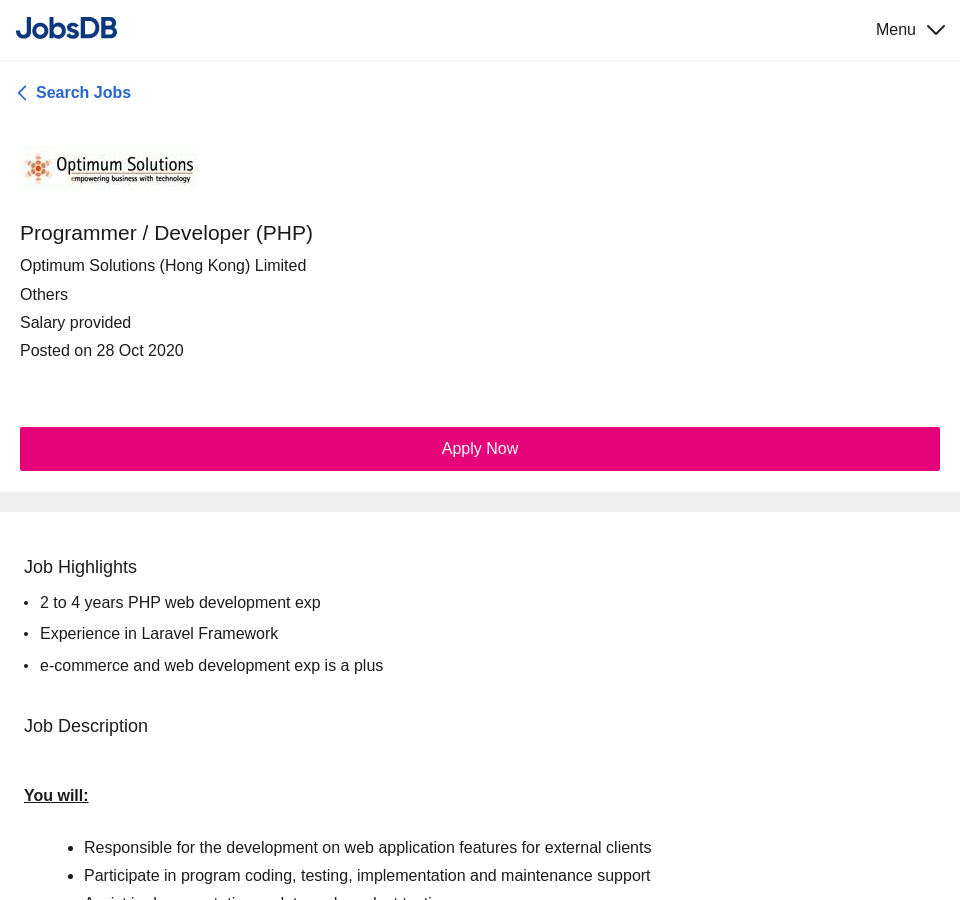 JobsDB
Menu
Search Jobs
Optimum Solutions
empowering business with technology
Programmer / Developer (PHP)
Optimum Solutions (Hong Kong) Limited
Others
Salary provided
Posted on 28 Oct 2020
Apply Now
Job Highlights
• 2 to 4 years PHP web development exp
• Experience in Laravel Framework
• e-commerce and web development exp is a plus
Job Description
You will:
• Responsible for the development on web application features for external clients
• Participate in program coding, testing, implementation and maintenance support